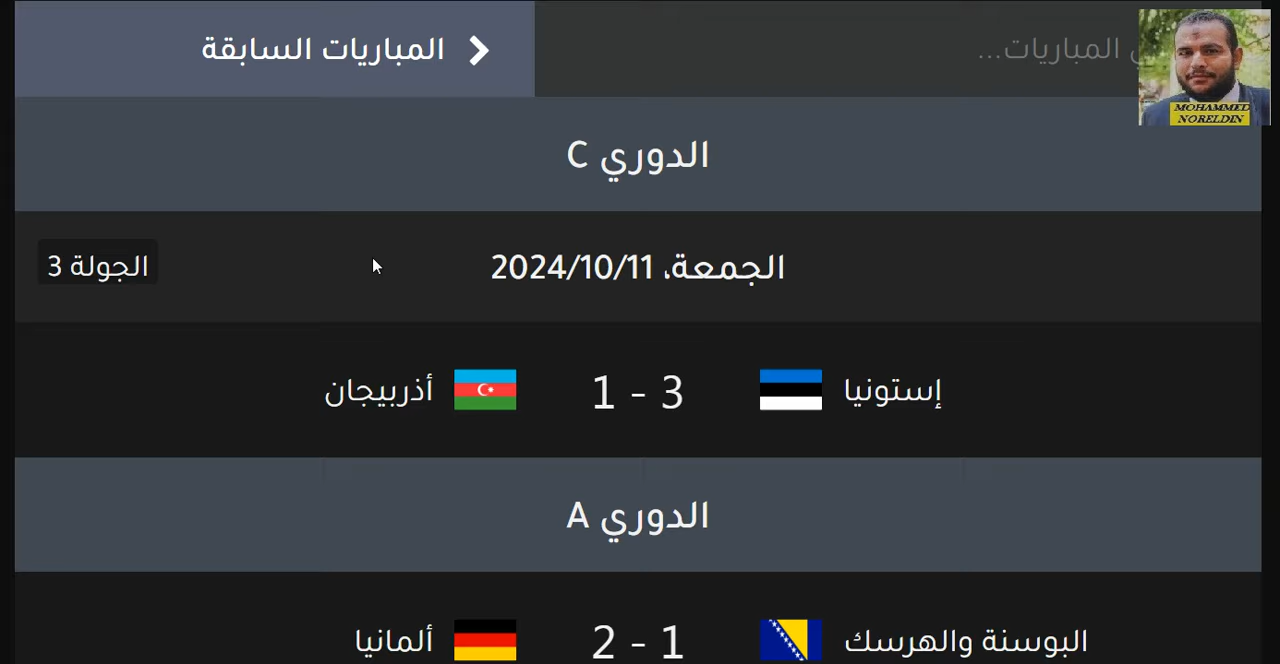 المباريات السابقة
المباريات...
MOHAMMED
NORELDIN
الدوري C
الجمعة، 2024/10/11
الجولة 3
إستونيا 3 - 1 أذربيجان
الدوري A
البوسنة والهرسك 1 - 2 ألمانيا